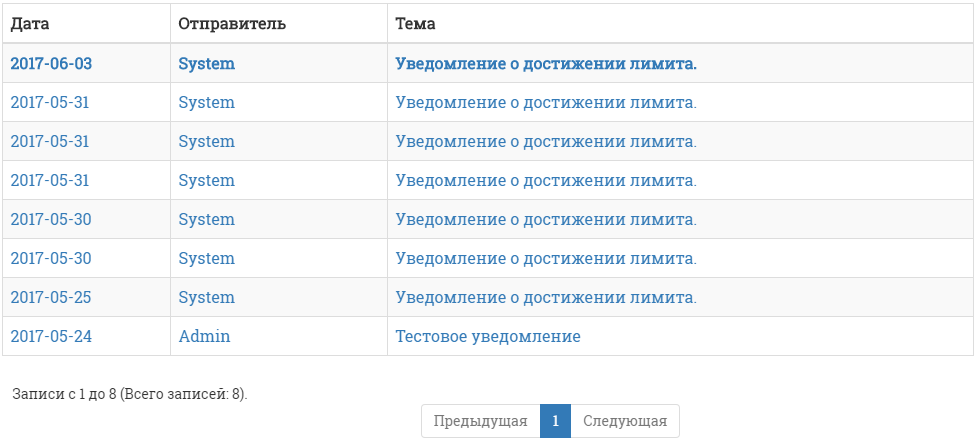 Дата Отправитель Тема
2017-06-03 System Уведомление о достижении лимита.
2017-05-31 System Уведомление о достижении лимита.
2017-05-31 System Уведомление о достижении лимита.
2017-05-31 System Уведомление о достижении лимита.
2017-05-30 System Уведомление о достижении лимита.
2017-05-30 System Уведомление о достижении лимита.
2017-05-25 System Уведомление о достижении лимита.
2017-05-24 Admin Тестовое уведомление
Записи с 1 до 8 (Всего записей: 8).
Предыдущая 1 Следующая